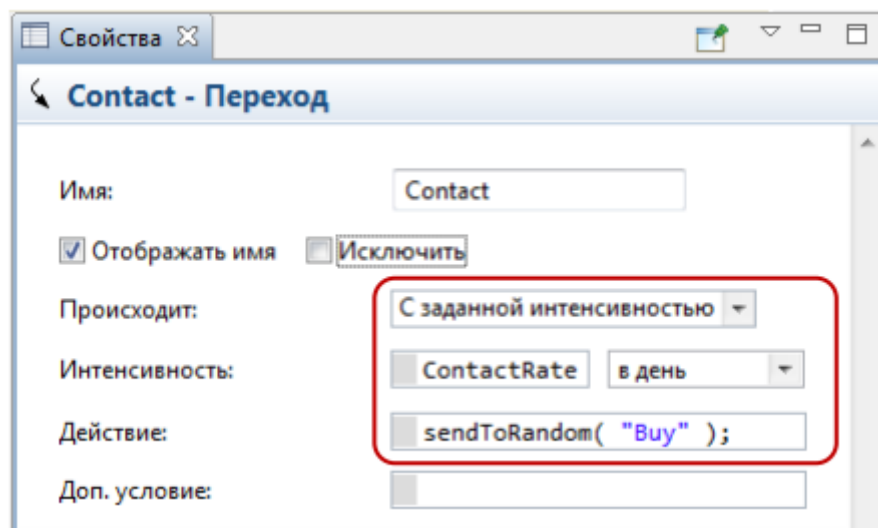 Свойства
Contact - Переход
Имя: Contact
Отображать имя Исключить
Происходит: С заданной интенсивностью
Интенсивность: ContactRate в день
Действие: sendToRandom( "Buy" );
Доп. условие: